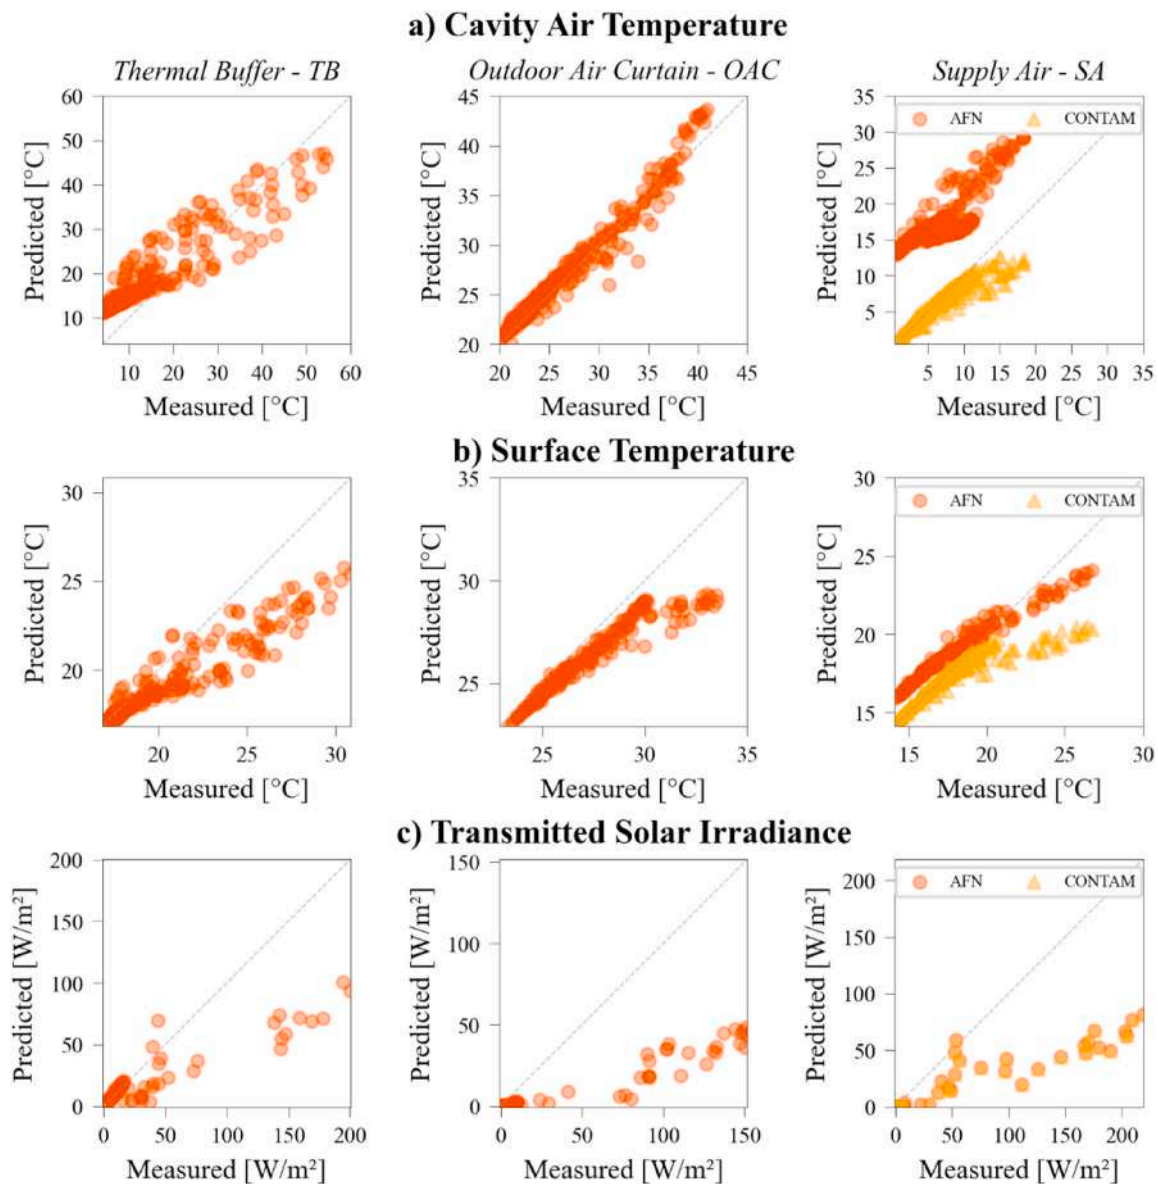 a) Cavity Air Temperature
Thermal Buffer - TB
Outdoor Air Curtain - OAC
Supply Air - SA
Predicted [°C]
60
50
40
30
20
10
10 20 30 40 50 60
Measured [°C]
Predicted [°C]
45
40
35
30
25
20
20 25 30 35 40 45
Measured [°C]
Predicted [°C]
35
30
25
20
15
10
5
AFN CONTAM
5 10 15 20 25 30 35
Measured [°C]
b) Surface Temperature
Predicted [°C]
30
25
20
20 25 30
Measured [°C]
Predicted [°C]
35
30
25
25 30 35
Measured [°C]
Predicted [°C]
30
25
20
15
AFN CONTAM
15 20 25 30
Measured [°C]
c) Transmitted Solar Irradiance
Predicted [W/m²]
200
150
100
50
0
0 50 100 150 200
Measured [W/m²]
Predicted [W/m²]
150
100
50
0
0 50 100 150
Measured [W/m²]
Predicted [W/m²]
200
150
100
50
0
AFN CONTAM
0 50 100 150 200
Measured [W/m²]